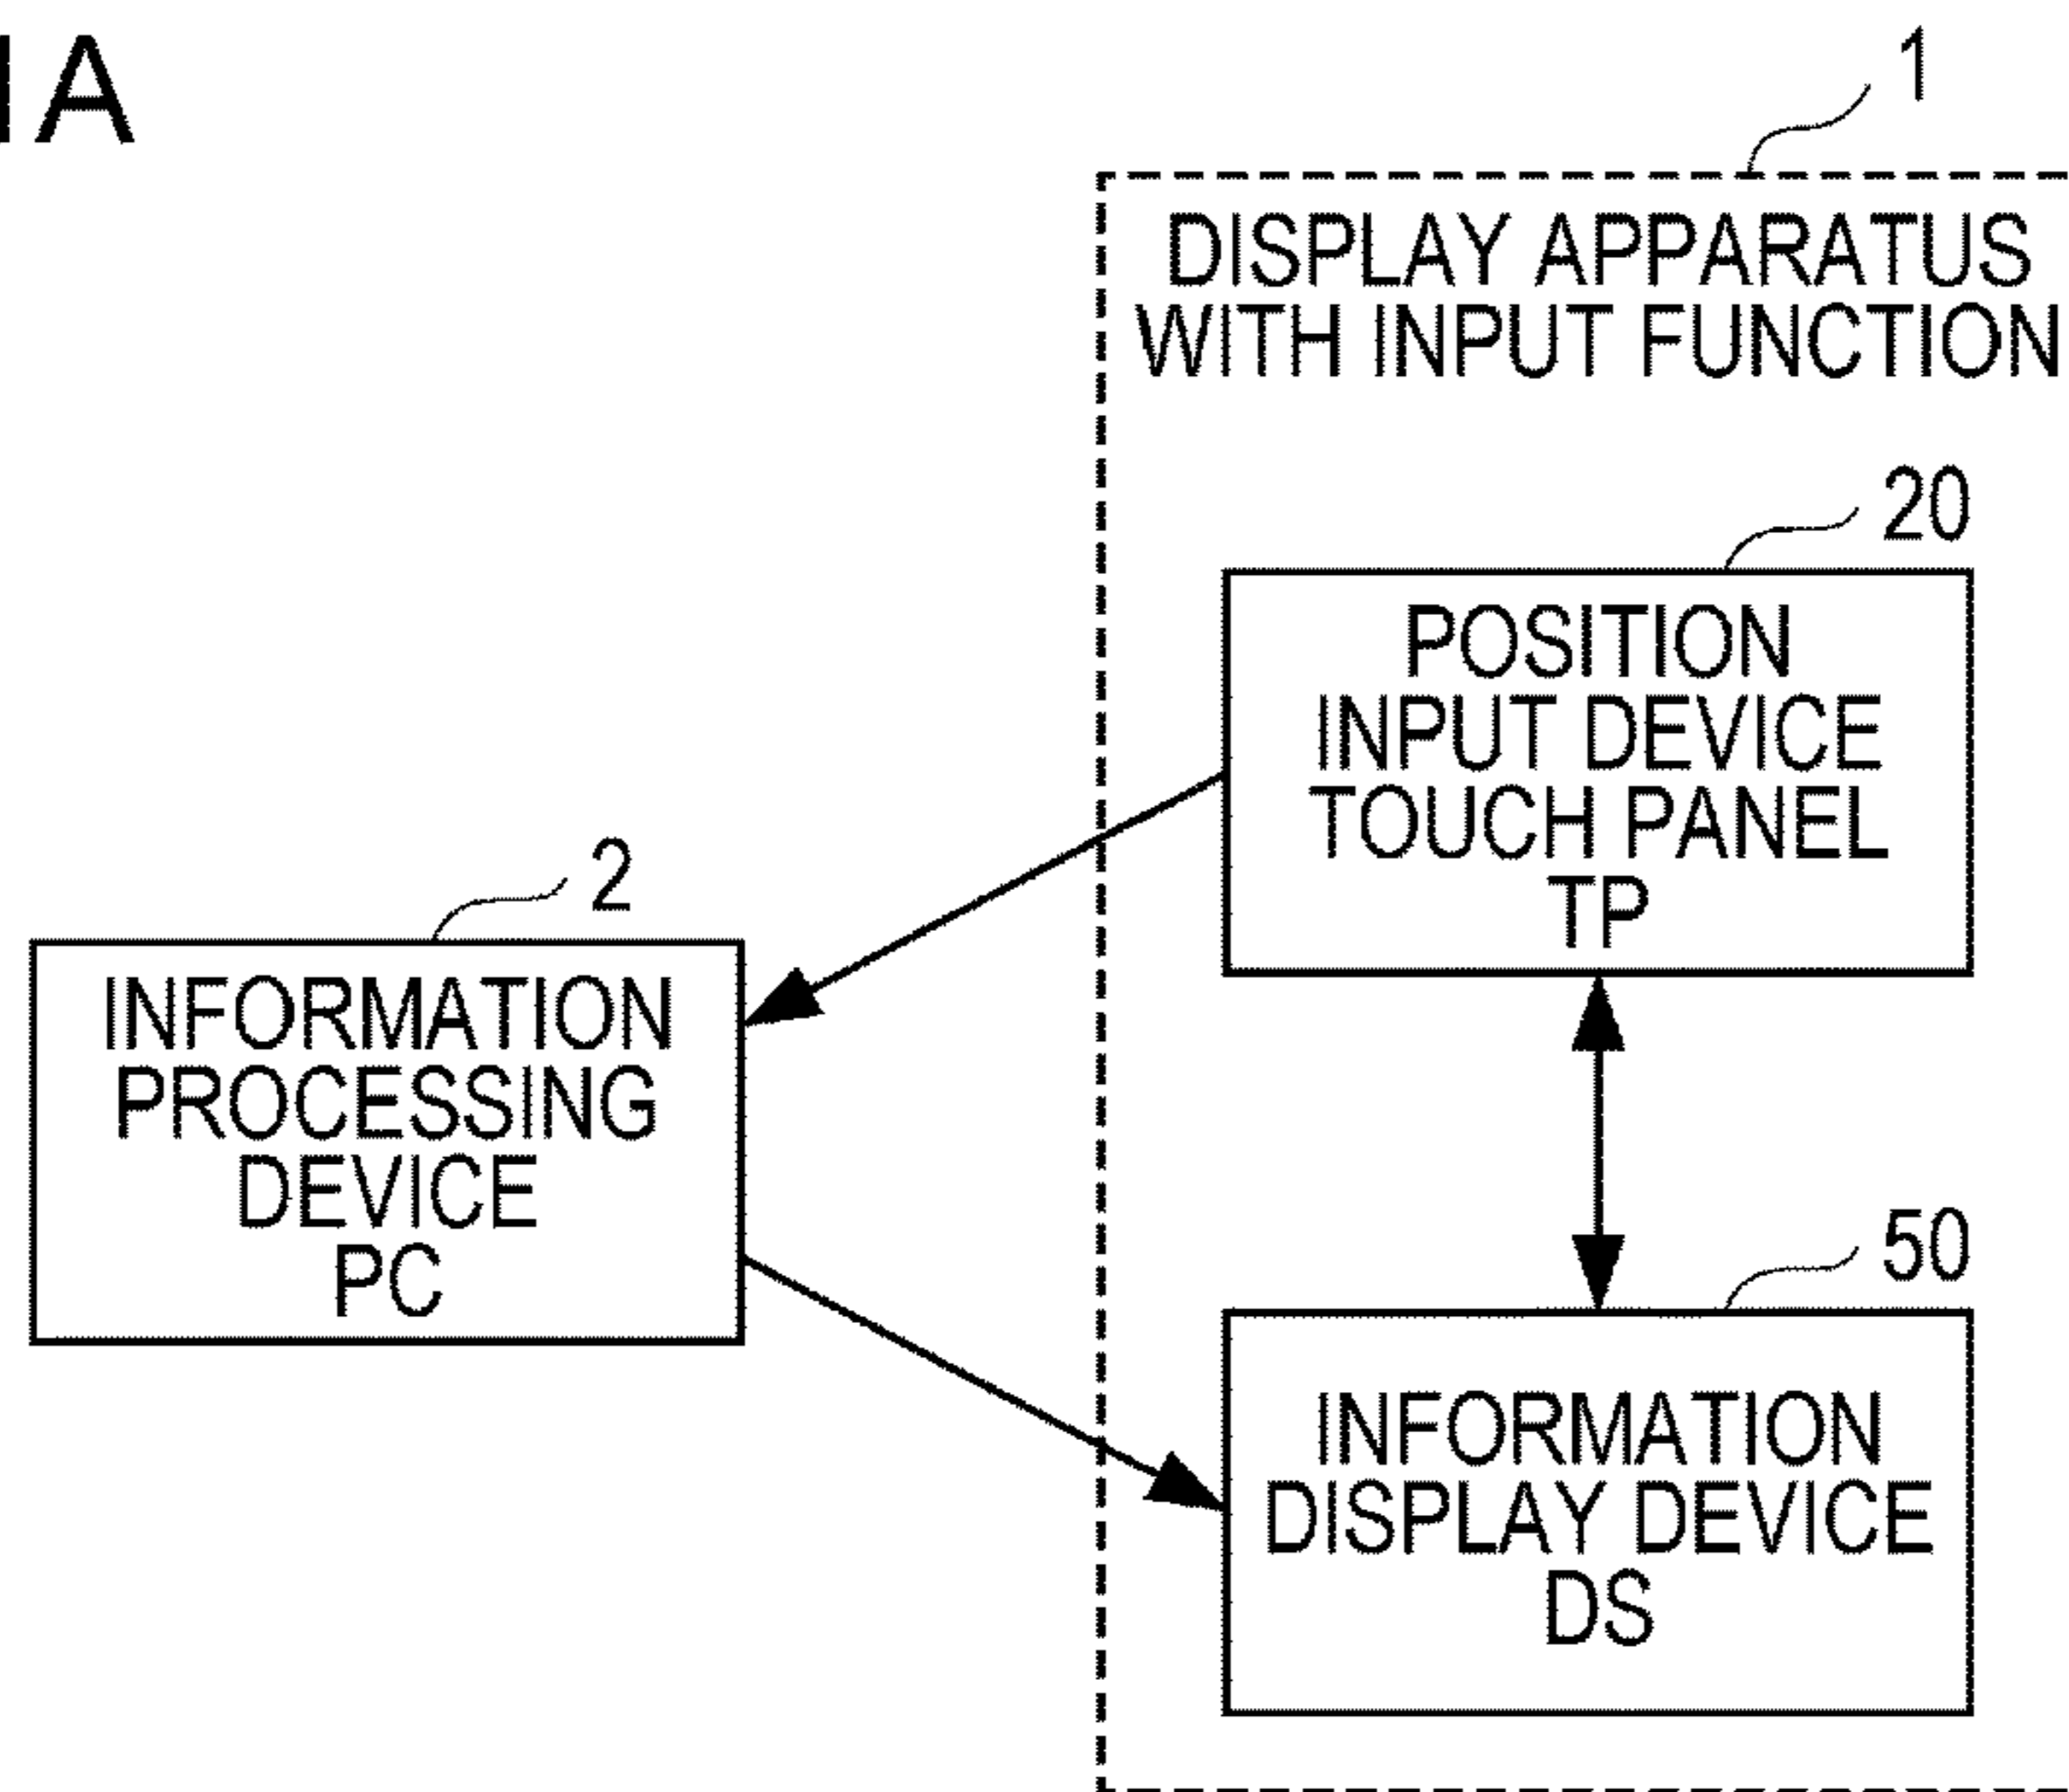 1A
1
DISPLAY APPARATUS
WITH INPUT FUNCTION
20
POSITION
INPUT DEVICE
TOUCH PANEL
TP
2
INFORMATION
PROCESSING
DEVICE
PC
50
INFORMATION
DISPLAY DEVICE
DS